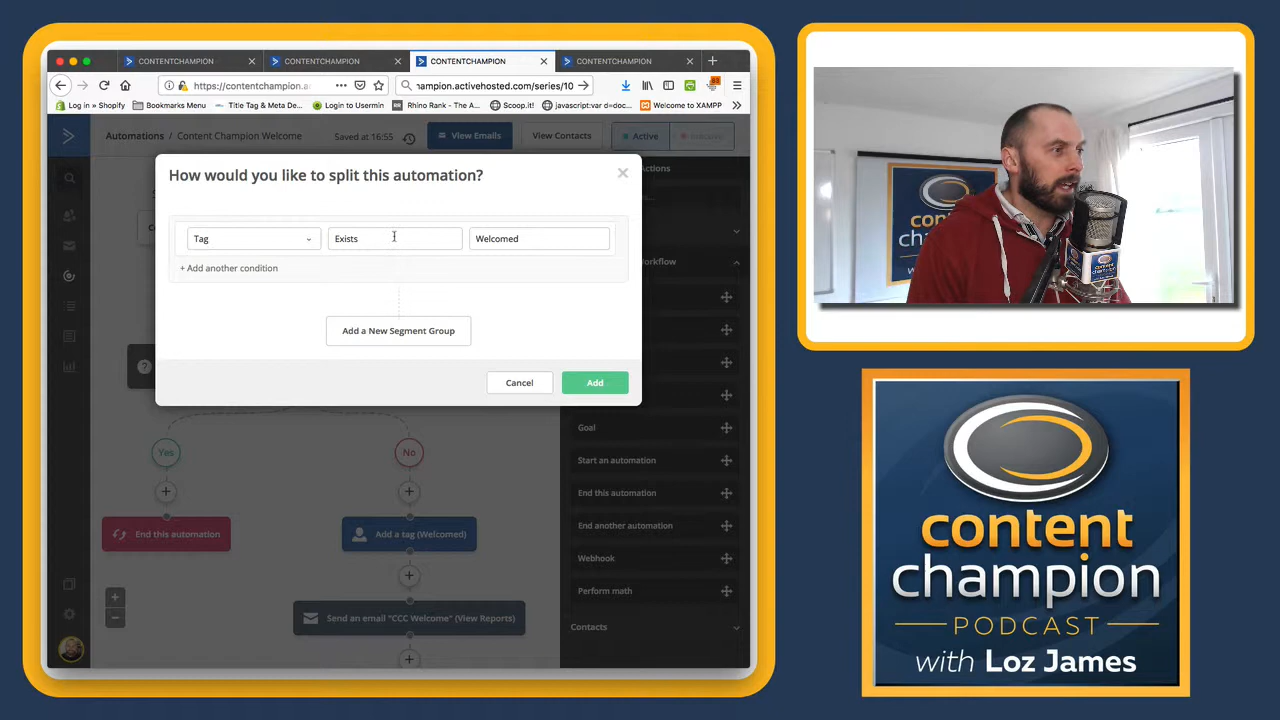 CONTENTCHAMPION
CONTENTCHAMPION
CONTENTCHAMPION
CONTENTCHAMPION
https://contentchampion.a
:hampion.activehosted.com/series/10
Log in » Shopify
Bookmarks Menu
Title Tag & Meta De...
Login to Usermin
Rhino Rank - The A...
Scoop.it!
javascript:var d=doc...
Welcome to XAMPP
Automations / Content Champion Welcome
Saved at 16:55
View Emails
View Contacts
Active
Actions
How would you like to split this automation?
Tag
Exists
Welcomed
+ Add another condition
Add a New Segment Group
Cancel
Add
Workflow
Goal
Start an automation
End this automation
End another automation
Webhook
Perform math
Contacts
Yes
No
End this automation
Add a tag (Welcomed)
Send an email "CCC Welcome" (View Reports)
content
champion
content
champion
PODCAST
with Loz James